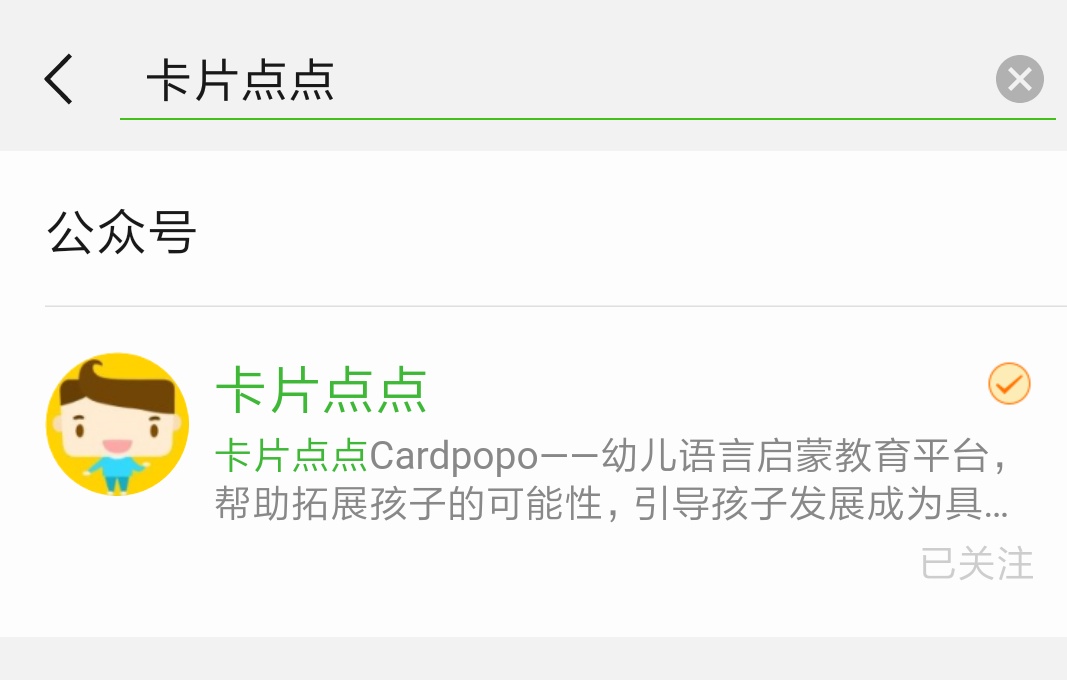 卡片点点
公众号
卡片点点
卡片点点Cardpopo——幼儿语言启蒙教育平台，
帮助拓展孩子的可能性，引导孩子发展成为具...
已关注